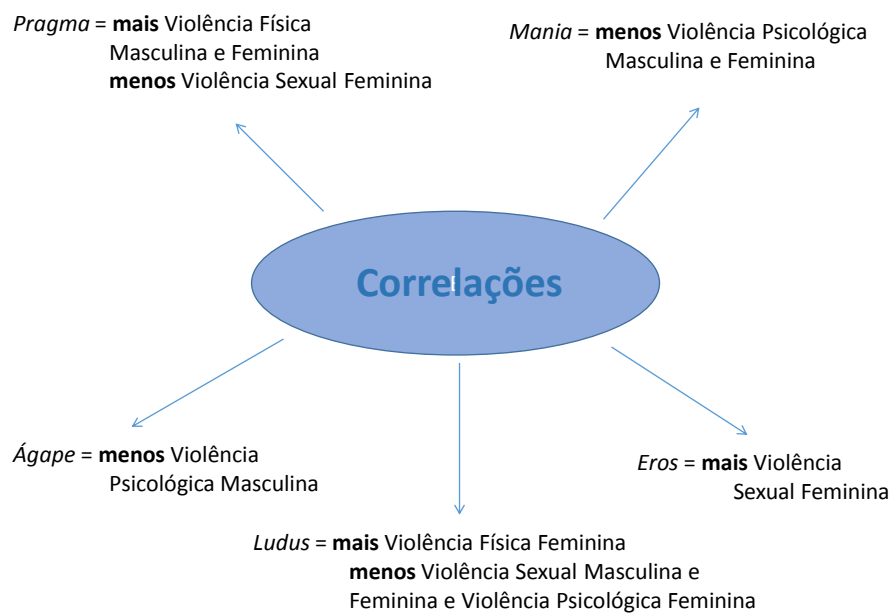 Pragma = mais Violência Física
Masculina e Feminina
menos Violência Sexual Feminina
Mania = menos Violência Psicológica
Masculina e Feminina
Correlações
Ágape = menos Violência
Psicológica Masculina
Eros = mais Violência
Sexual Feminina
Ludus = mais Violência Física Feminina
menos Violência Sexual Masculina e
Feminina e Violência Psicológica Feminina